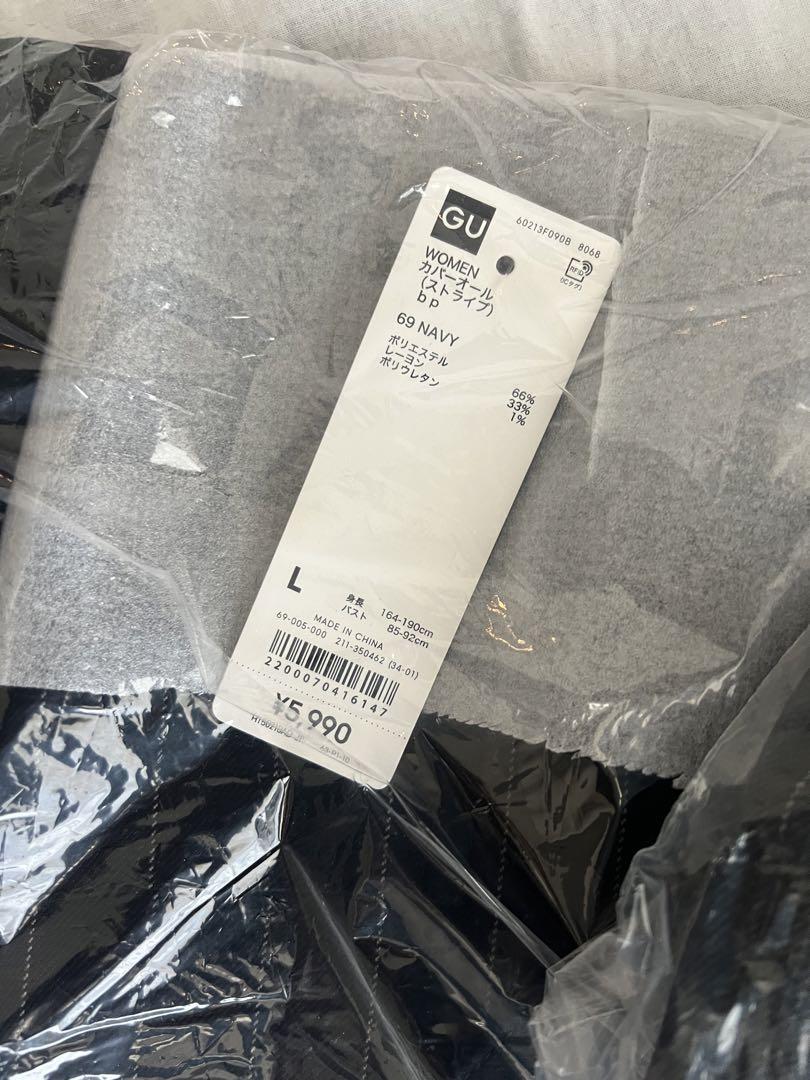 GU
60213F090B 8068
RFID
(ICタグ)
WOMEN
カバーオール
(ストライプ)
bp
69 NAVY
ポリエステル 66%
レーヨン 33%
ポリウレタン 1%
L
身長 164-190cm
バスト 85-92cm
MADE IN CHINA
69-005-000 211-350462 (34-01)
2200070416147
¥5,990